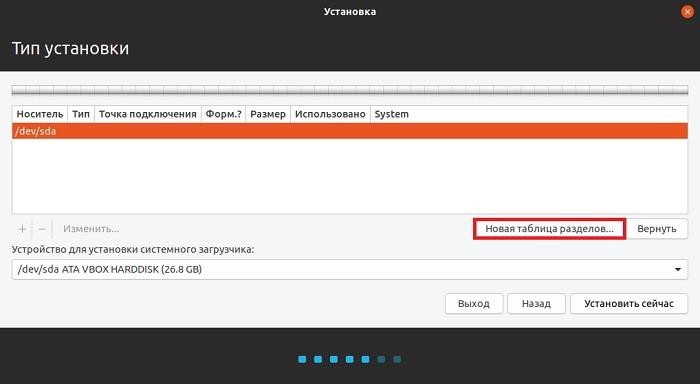 Установка
Тип установки
Носитель Тип Точка подключения Форм.? Размер Использовано System
/dev/sda
+ − Изменить... Новая таблица разделов... Вернуть
Устройство для установки системного загрузчика:
/dev/sda ATA VBOX HARDDISK (26.8 GB)
Выход Назад Установить сейчас